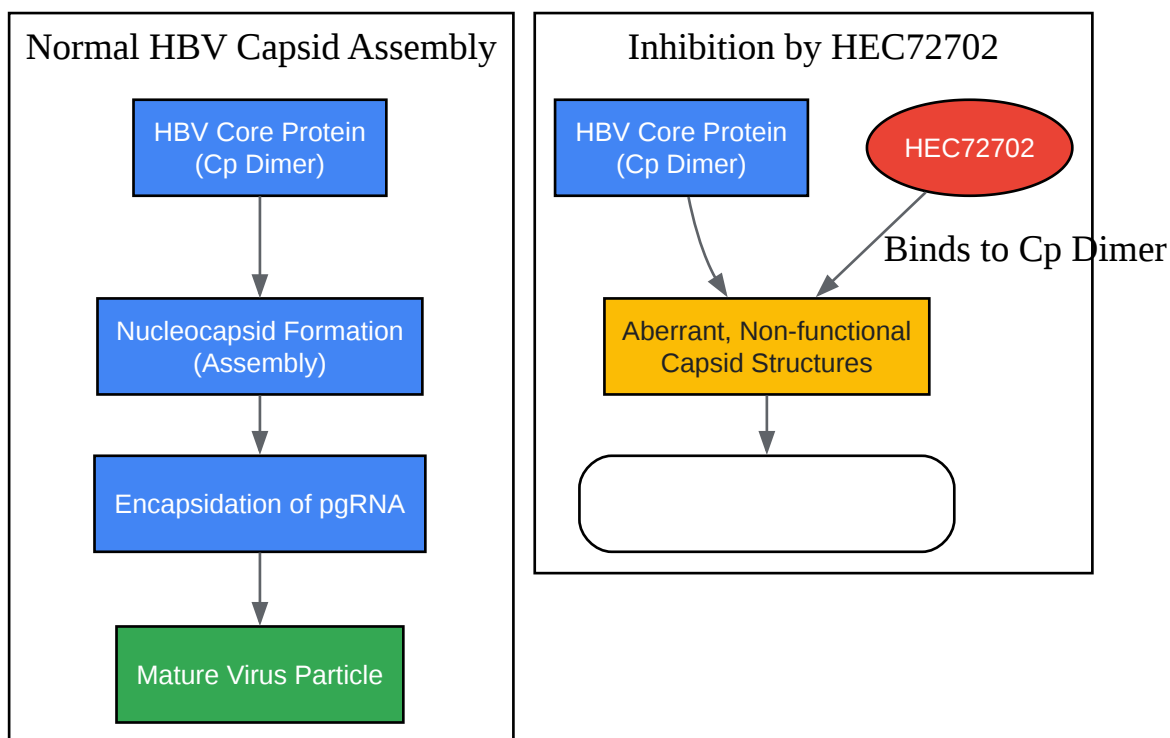 Normal HBV Capsid Assembly
HBV Core Protein
(Cp Dimer)
Nucleocapsid Formation
(Assembly)
Encapsidation of pgRNA
Mature Virus Particle
Inhibition by HEC72702
HBV Core Protein
(Cp Dimer)
HEC72702
Binds to Cp Dimer
Aberrant, Non-functional
Capsid Structures